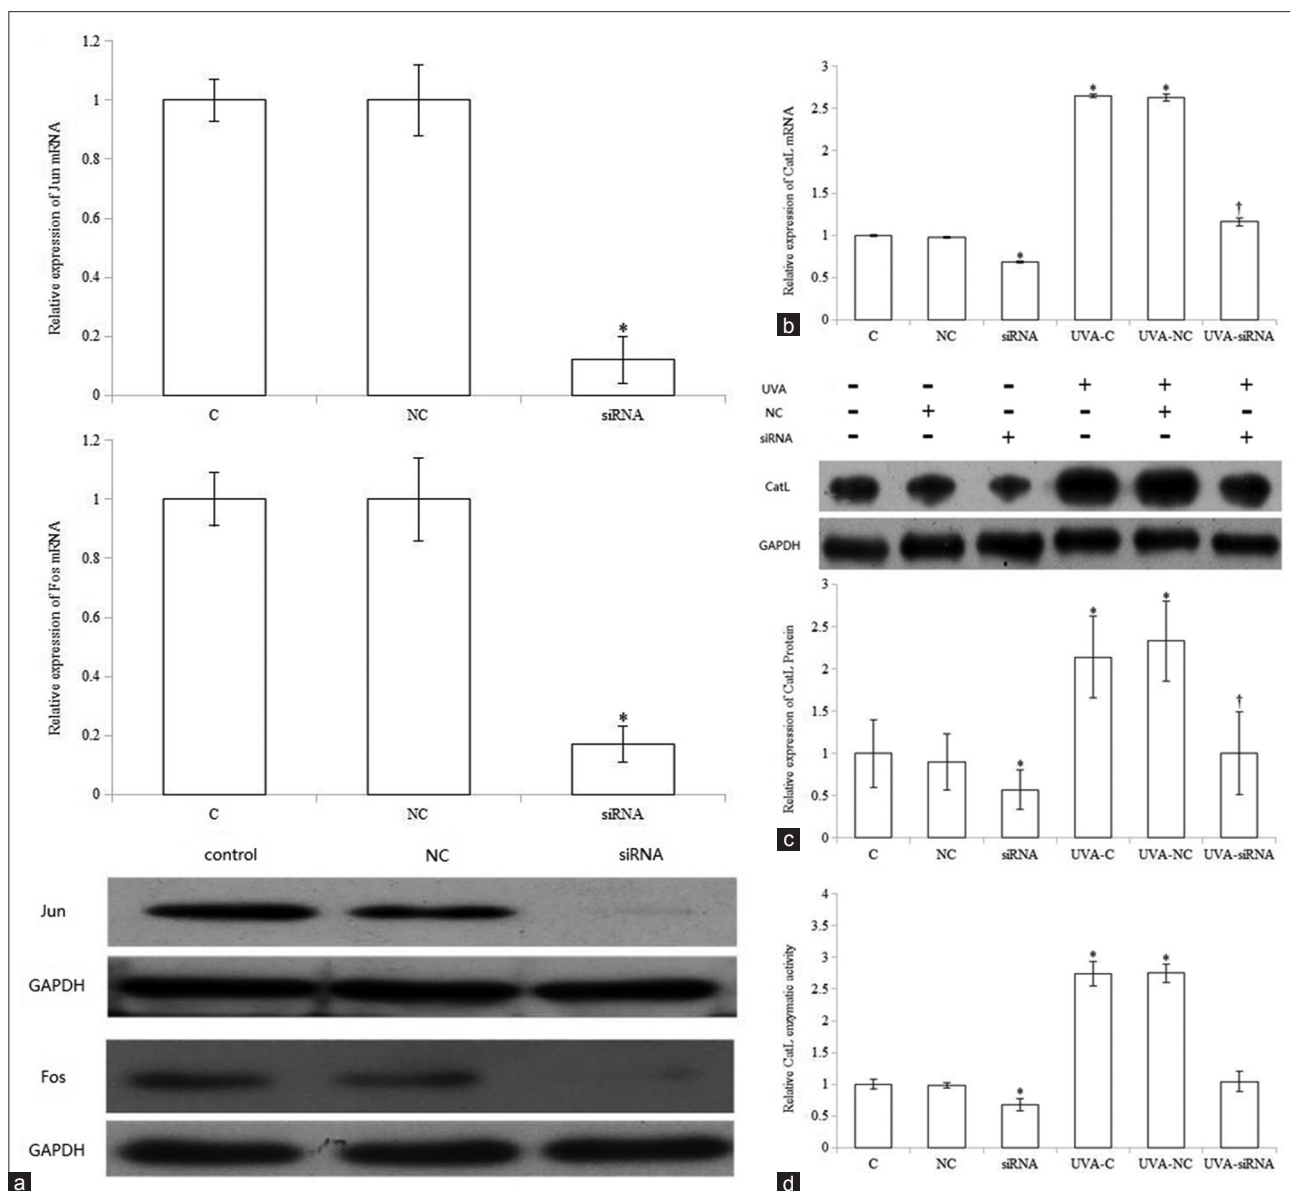 Relative expression of Jun mRNA
1.2
1
0.8
0.6
0.4
0.2
0
*
C NC siRNA
Relative expression of Fos mRNA
1.2
1
0.8
0.6
0.4
0.2
0
*
C NC siRNA
control NC siRNA
Jun
GAPDH
Fos
GAPDH
a
Relative expression of CatL mRNA
3
2.5
2
1.5
1
0.5
0
* * * †
C NC siRNA UVA-C UVA-NC UVA-siRNA
b
UVA - - - + + +
NC - + - - + -
siRNA - - + - - +
CatL
GAPDH
Relative expression of CatL Protein
3
2.5
2
1.5
1
0.5
0
* * * †
C NC siRNA UVA-C UVA-NC UVA-siRNA
c
Relative CatL enzymatic activity
4
3.5
3
2.5
2
1.5
1
0.5
0
* * *
C NC siRNA UVA-C UVA-NC UVA-siRNA
d